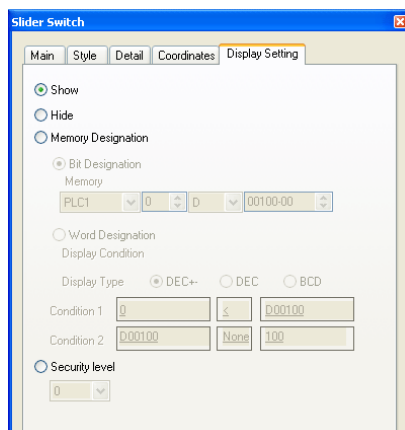 Slider Switch
Main Style Detail Coordinates Display Setting
Show
Hide
Memory Designation
Bit Designation
Memory
PLC1 0 D 00100-00
Word Designation
Display Condition
Display Type DEC+- DEC BCD
Condition 1 0 < D00100
Condition 2 D00100 None 100
Security level
0